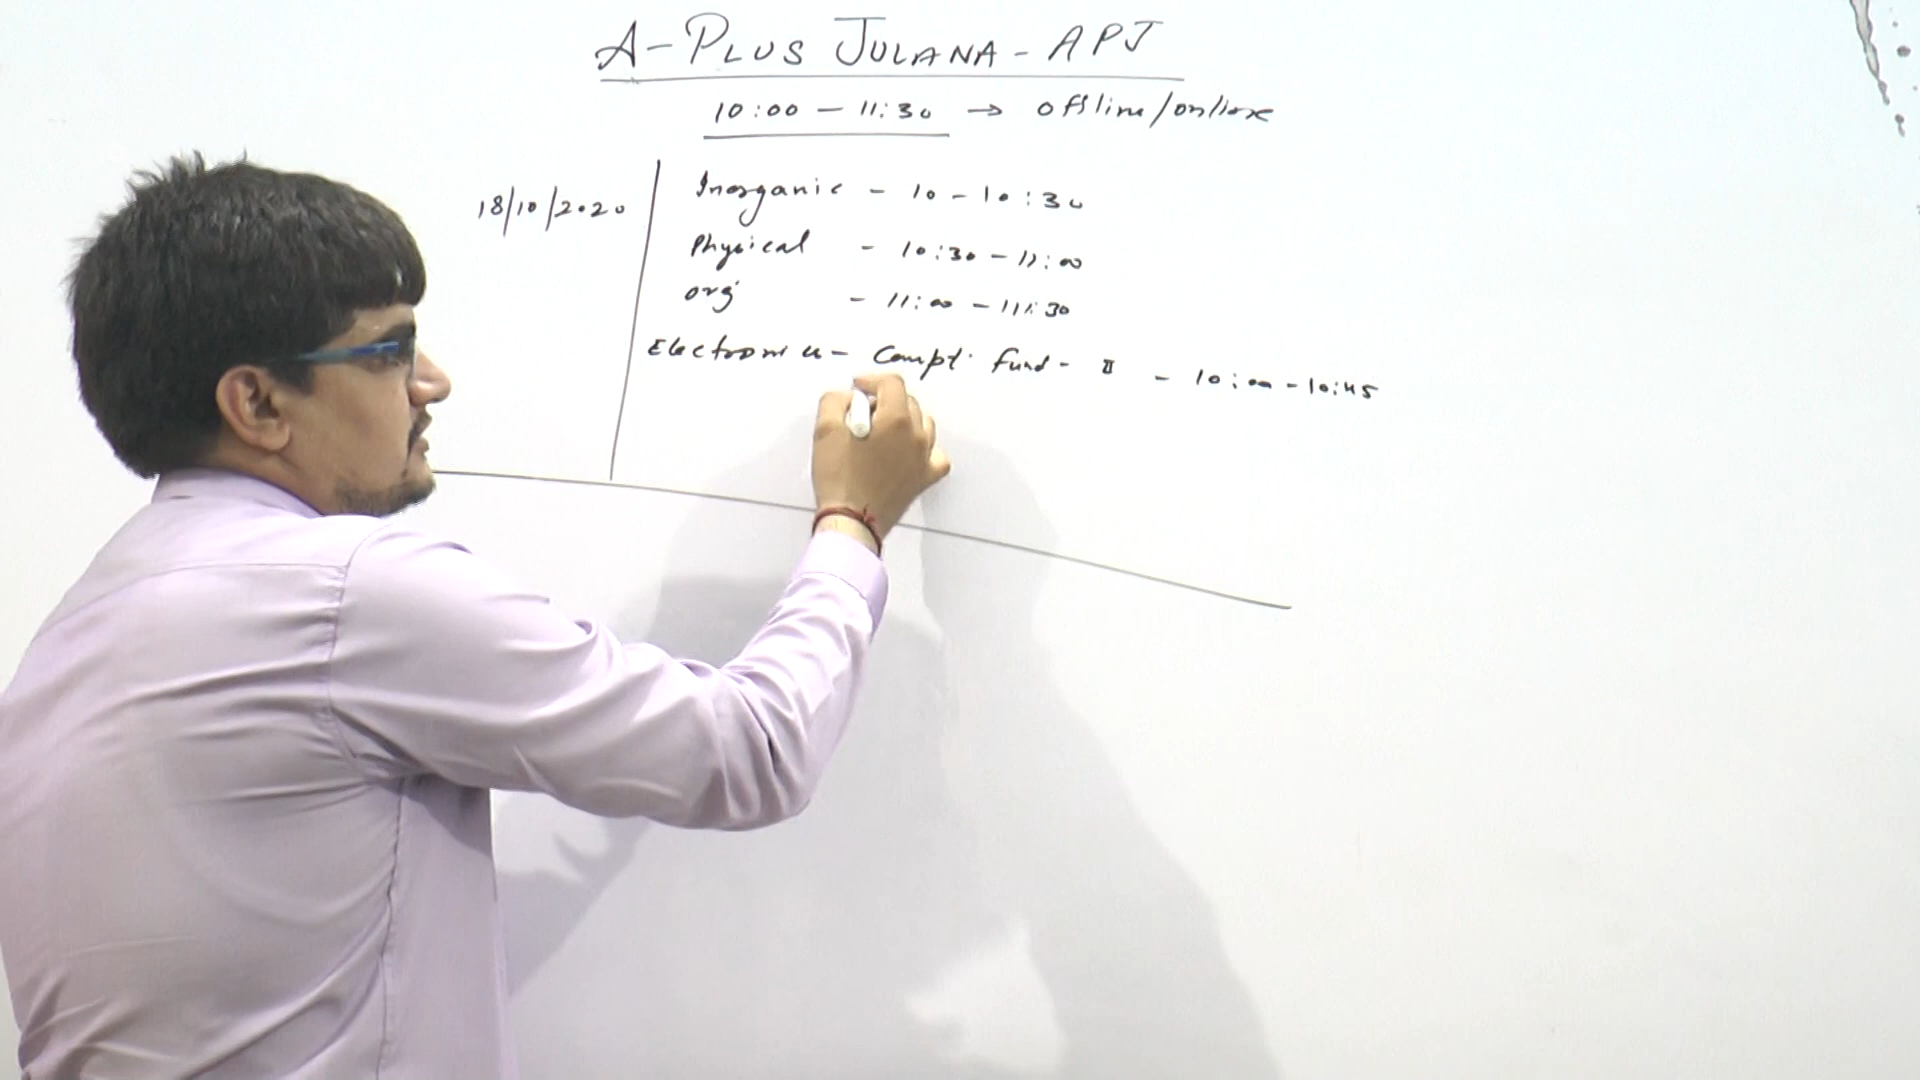 A-PLUS JULANA - APJ
10:00 - 11:30 → offline/online
18/10/2020
Inorganic - 10 - 10:30
Physical - 10:30 - 11:00
org - 11:00 - 11:30
Electronics - Compt. Fund - II - 10:00 - 10:45